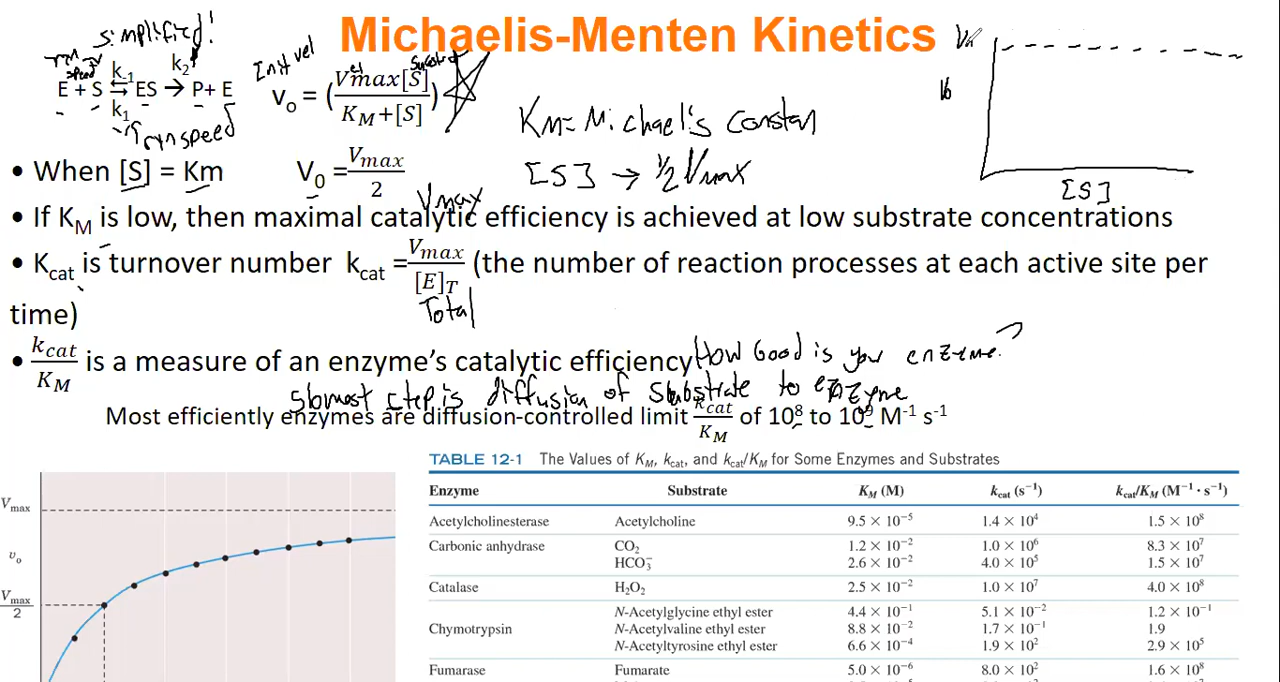 Michaelis-Menten Kinetics
simplified!
speed
k-1 k2
E + S ⇌ ES → P+ E
k1
rxn speed
Init vel
vo = (Vmax[S] / KM+[S])
KM= Michaelis constan
[S] → 1/2 Vmax
Vo
[S]
• When [S] = Km V0 = Vmax / 2
Vmax
• If KM is low, then maximal catalytic efficiency is achieved at low substrate concentrations
• Kcat is turnover number kcat = Vmax / [E]T (the number of reaction processes at each active site per
time)
Total
• kcat / KM is a measure of an enzyme's catalytic efficiency How Good is you enzyme?
slowest step is diffusion of substrate to enzyme
Most efficiently enzymes are diffusion-controlled limit kcat / KM of 10^8 to 10^9 M-1 s-1
TABLE 12-1 The Values of KM, kcat, and kcat/KM for Some Enzymes and Substrates
Enzyme Substrate KM (M) kcat (s−1) kcat/KM (M−1 · s−1)
Acetylcholinesterase Acetylcholine 9.5 × 10−5 1.4 × 10^4 1.5 × 10^8
Carbonic anhydrase CO2 1.2 × 10−2 1.0 × 10^6 8.3 × 10^7
HCO3− 2.6 × 10−2 4.0 × 10^5 1.5 × 10^7
Catalase H2O2 2.5 × 10−2 1.0 × 10^7 4.0 × 10^8
N-Acetylglycine ethyl ester 4.4 × 10−1 5.1 × 10−2 1.2 × 10−1
Chymotrypsin N-Acetylvaline ethyl ester 8.8 × 10−2 1.7 × 10−1 1.9
N-Acetyltyrosine ethyl ester 6.6 × 10−4 1.9 × 10^2 2.9 × 10^5
Fumarase Fumarate 5.0 × 10−6 8.0 × 10^2 1.6 × 10^8
Vmax
vo
Vmax / 2